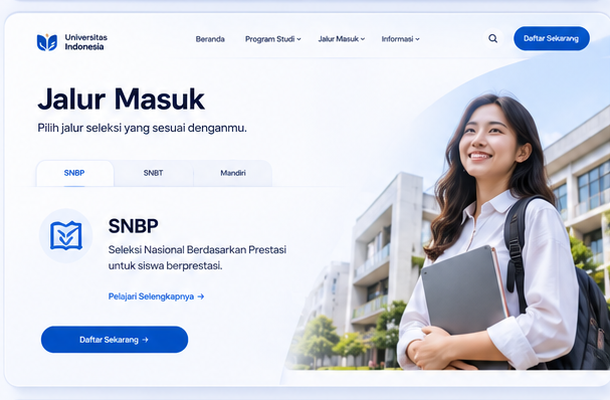 Universitas
Indonesia
Beranda
Program Studi
Jalur Masuk
Informasi
Daftar Sekarang
Jalur Masuk
Pilih jalur seleksi yang sesuai denganmu.
SNBP
SNBT
Mandiri
SNBP
Seleksi Nasional Berdasarkan Prestasi
untuk siswa berprestasi.
Pelajari Selengkapnya →
Daftar Sekarang →